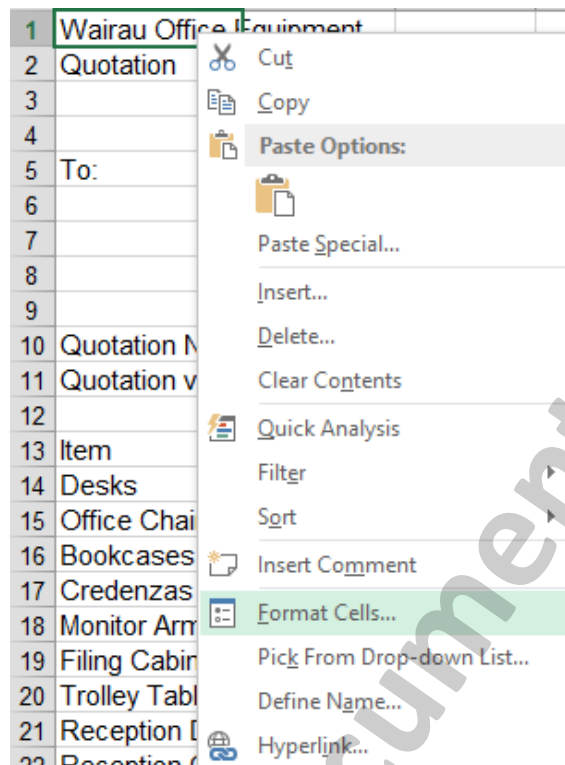 1 Wairau Office Equipment
2 Quotation
3
4
5 To:
6
7
8
9
10 Quotation N
11 Quotation v
12
13 Item
14 Desks
15 Office Chai
16 Bookcases
17 Credenzas
18 Monitor Arm
19 Filing Cabin
20 Trolley Tabl
21 Reception D
22 Reception
Cut
Copy
Paste Options:
Paste Special...
Insert...
Delete...
Clear Contents
Quick Analysis
Filter
Sort
Insert Comment
Format Cells...
Pick From Drop-down List...
Define Name...
Hyperlink...
cument